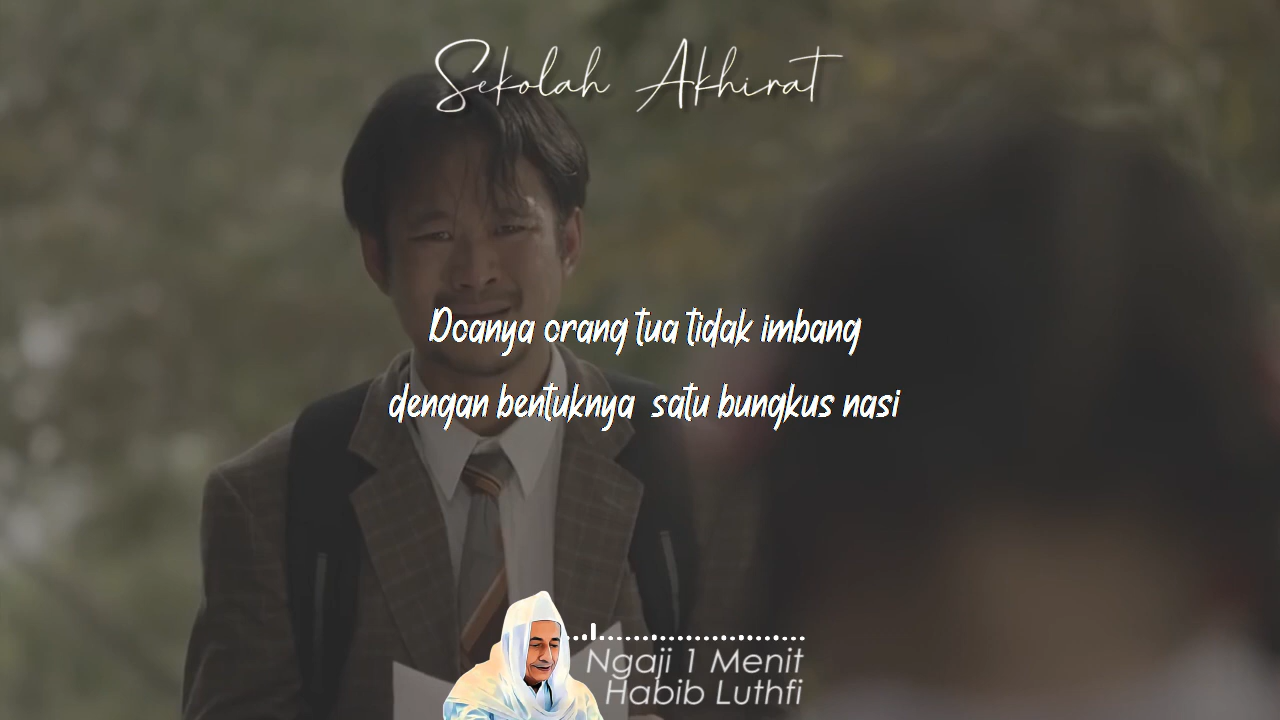 Sekolah Akhirat
Doanya orang tua tidak imbang
dengan bentuknya satu bungkus nasi
Ngaji 1 Menit
Habib Luthfi